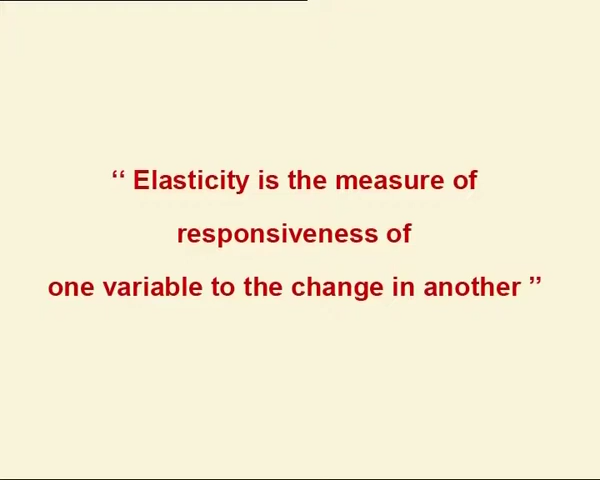 ‘‘ Elasticity is the measure of
responsiveness of
one variable to the change in another ’’